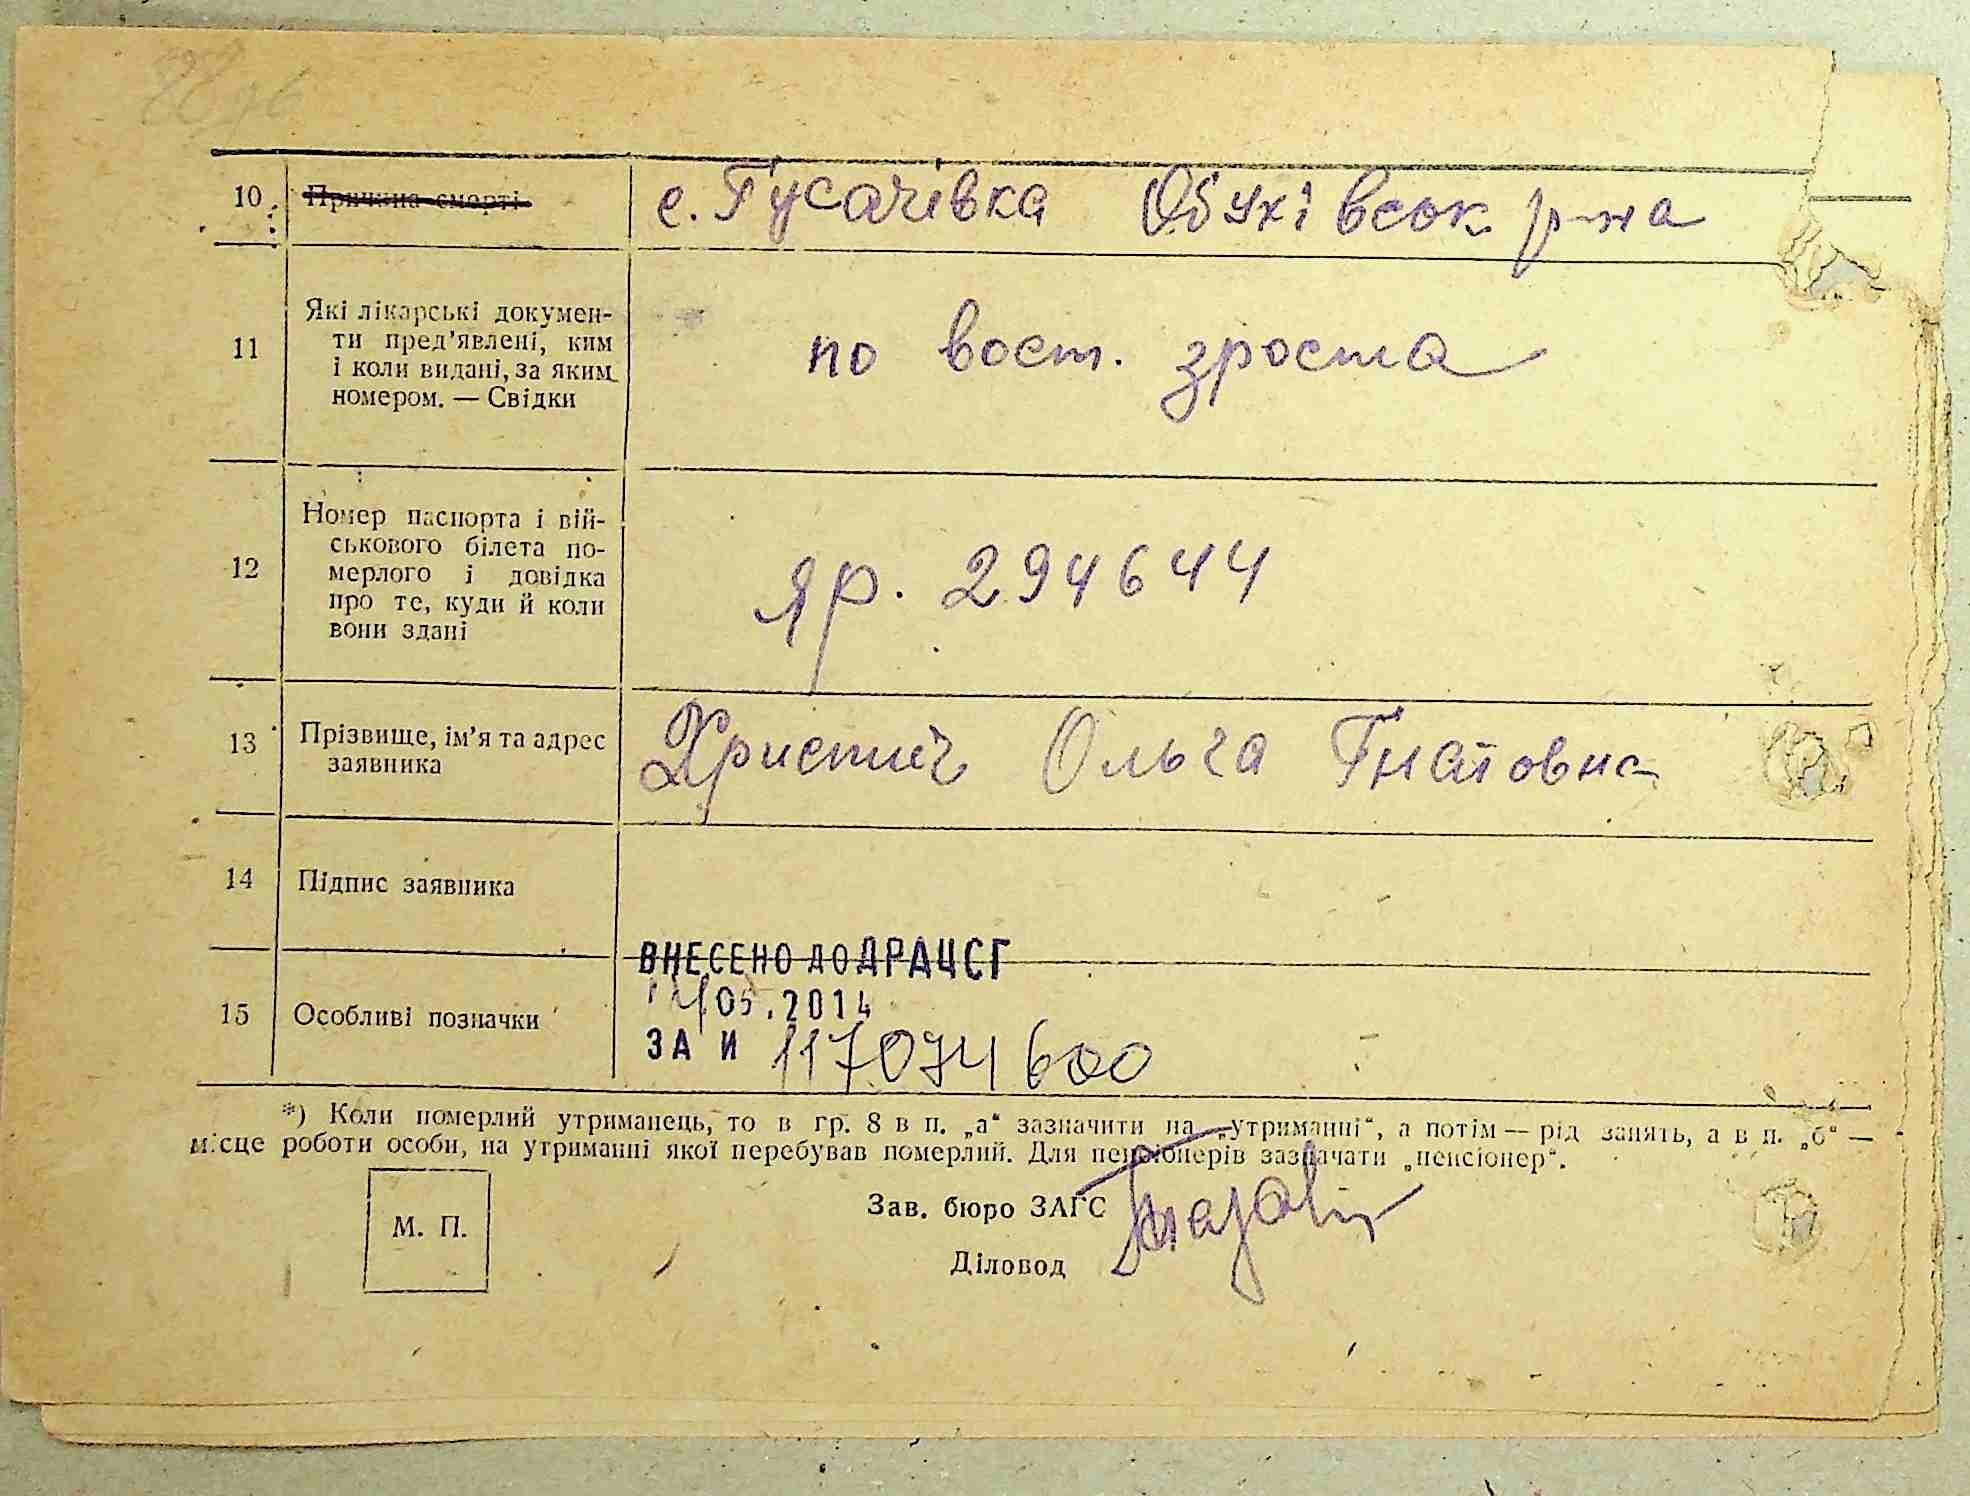 10 Причина смерті с. Гусачівка Обухівсок р-на
11 Які лікарські докумен-
ти пред'явлені, ким
і коли видані, за яким
номером. — Свідки
по вост. зроста
12 Номер паспорта і вій-
ськового білета по-
мерлого і довідка
про те, куди й коли
вони здані
яр. 294644
13 Прізвище, ім'я та адрес
заявника
Христич Ольга Гнатовна
14 Підпис заявника
ВНЕСЕНО ДО ДРАЦСГ
05.2014
15 Особливі позначки
ЗА И 117074600
*) Коли померлий утриманець, то в гр. 8 в п. „а“ зазначити на „утриманні“, а потім — рід занять, а в п. „б“ —
місце роботи особи, на утриманні якої перебував померлий. Для пенсіонерів зазначати „пенсіонер“.
Зав. бюро ЗАГС
М. П.
Діловод